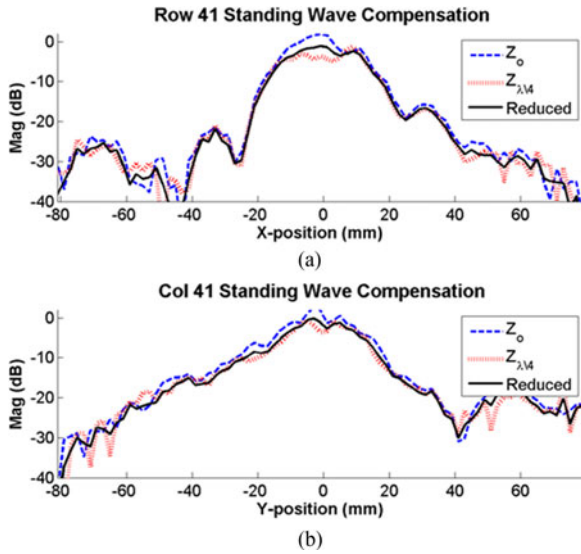 Row 41 Standing Wave Compensation
Mag (dB)
0
-10
-20
-30
-40
Z₀
Z_λ\4
Reduced
-80 -60 -40 -20 0 20 40 60
X-position (mm)
(a)
Col 41 Standing Wave Compensation
Mag (dB)
0
-10
-20
-30
-40
Z₀
Z_λ\4
Reduced
-80 -60 -40 -20 0 20 40 60
Y-position (mm)
(b)